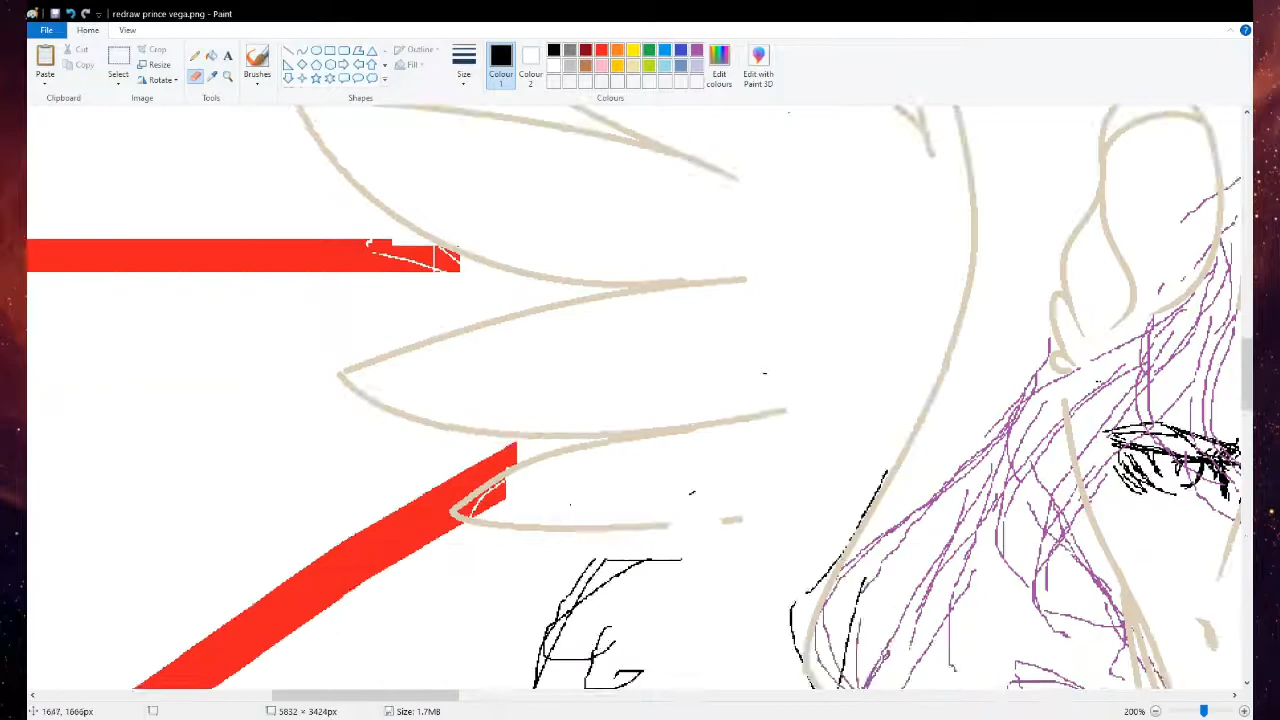 redraw prince vega.png - Paint
File Home View
Paste
Cut
Copy
Clipboard
Select
Crop
Resize
Rotate
Image
Tools
Brushes
Outline
Fill
Shapes
Size
Colour
1
Colour
2
Edit
colours
Edit with
Paint 3D
Colours
1647, 1666px
5832 × 3424px
Size: 1.7MB
200%